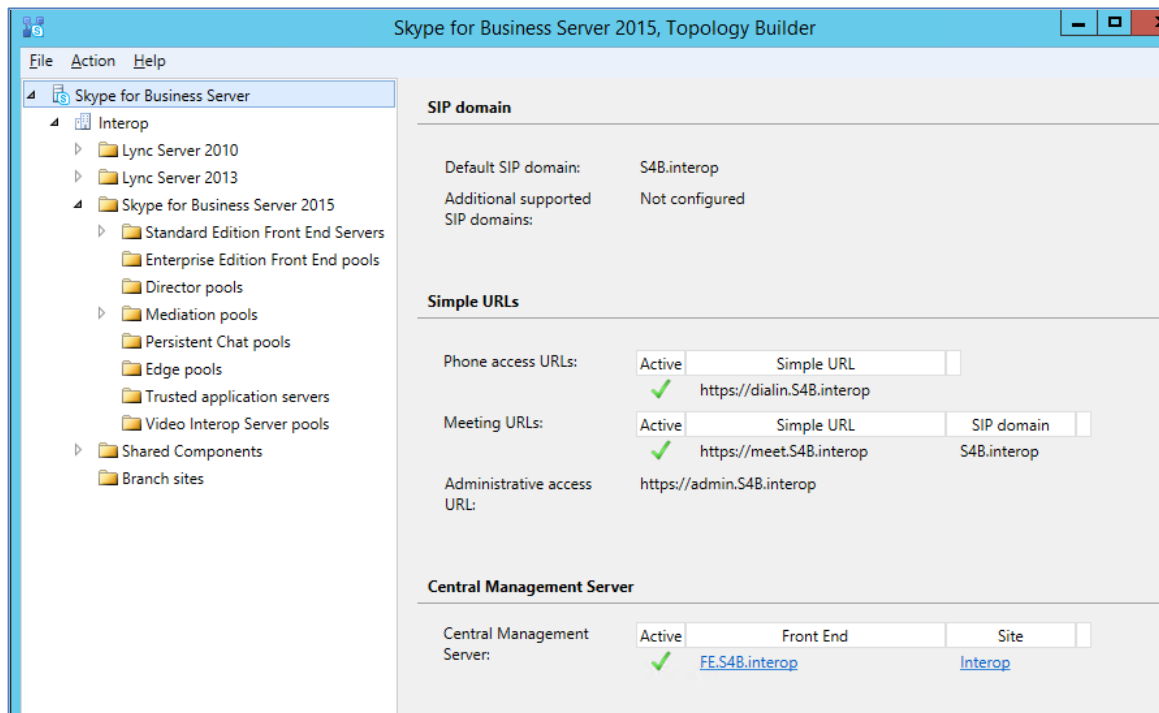 Skype for Business Server 2015, Topology Builder
File Action Help
Skype for Business Server
Interop
Lync Server 2010
Lync Server 2013
Skype for Business Server 2015
Standard Edition Front End Servers
Enterprise Edition Front End pools
Director pools
Mediation pools
Persistent Chat pools
Edge pools
Trusted application servers
Video Interop Server pools
Shared Components
Branch sites
SIP domain
Default SIP domain: S4B.interop
Additional supported Not configured
SIP domains:
Simple URLs
Phone access URLs: Active Simple URL
https://dialin.S4B.interop
Meeting URLs: Active Simple URL SIP domain
https://meet.S4B.interop S4B.interop
Administrative access https://admin.S4B.interop
URL:
Central Management Server
Central Management Active Front End Site
Server: FE.S4B.interop Interop